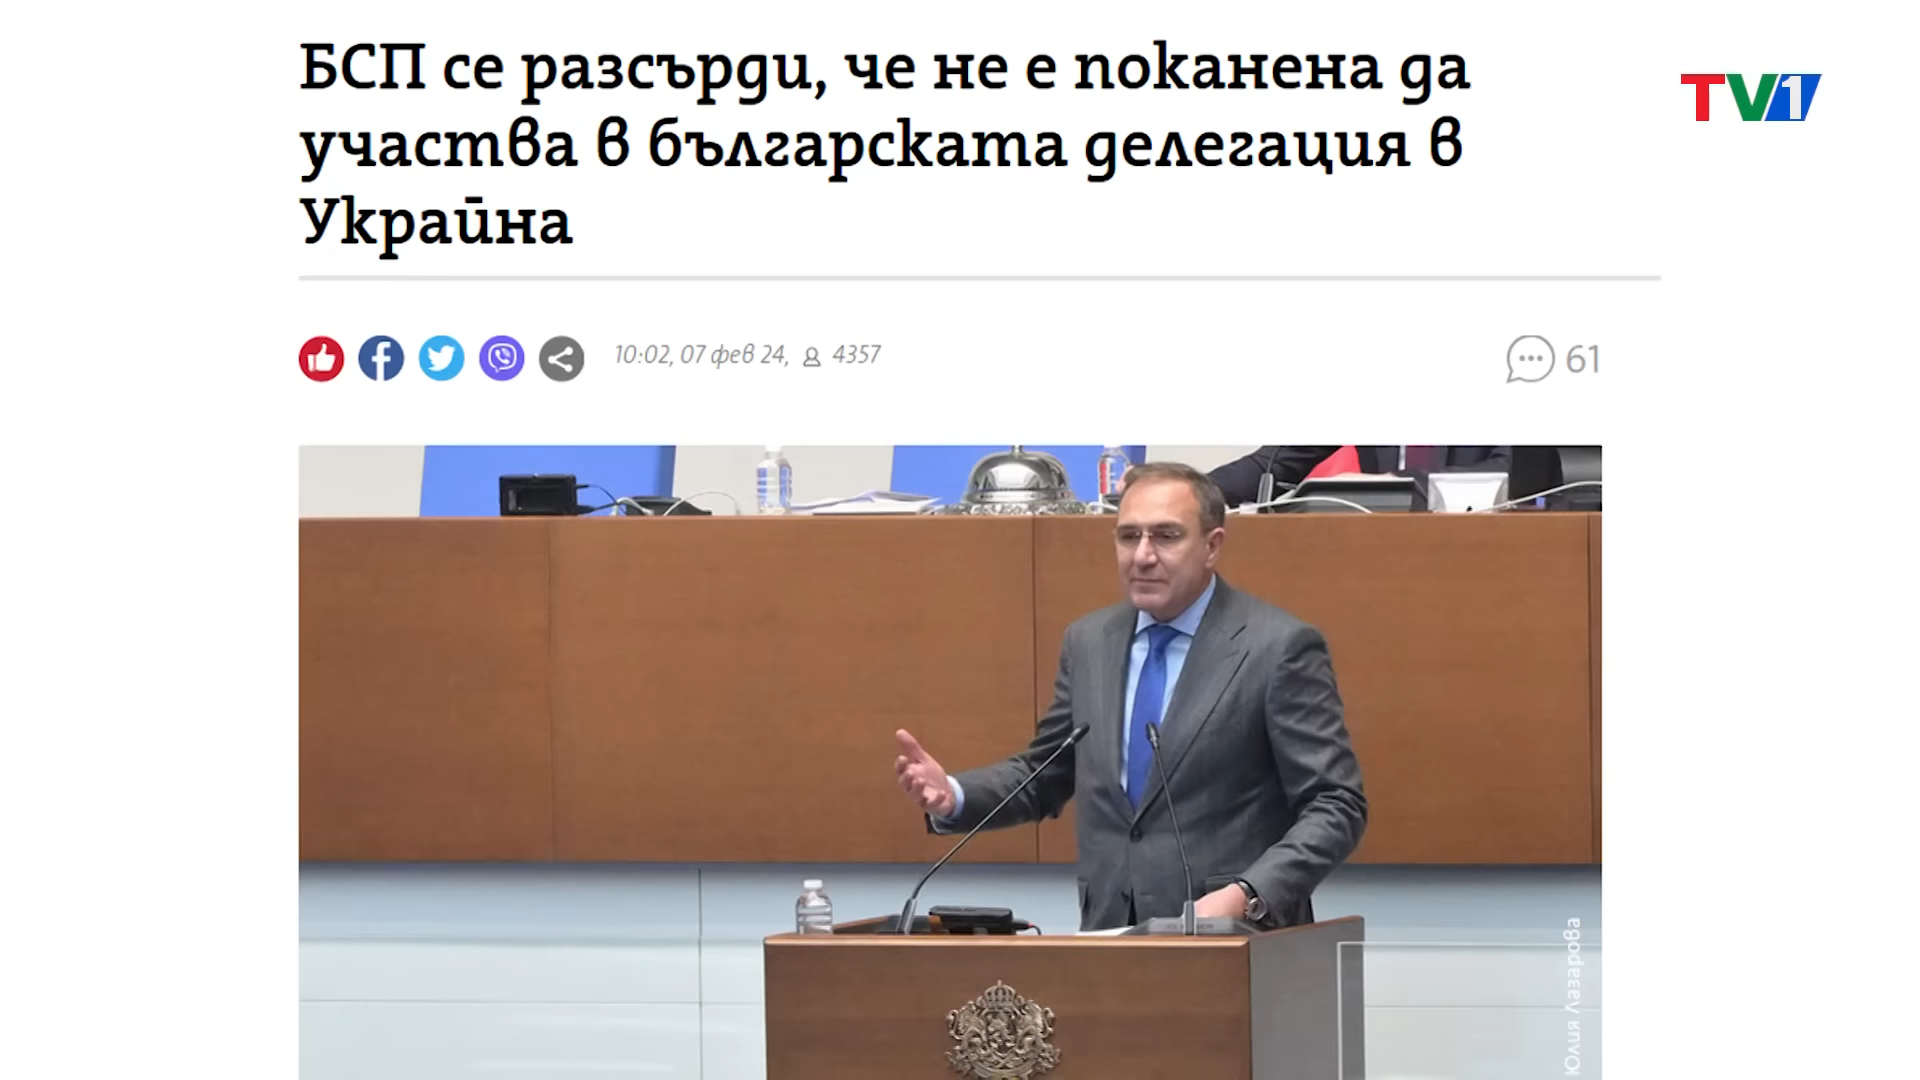 БСП се разсърди, че не е поканена да
участва в българската делегация в
Украйна
TV1
10:02, 07 фев 24, 4357
61
Юлия Лазарова